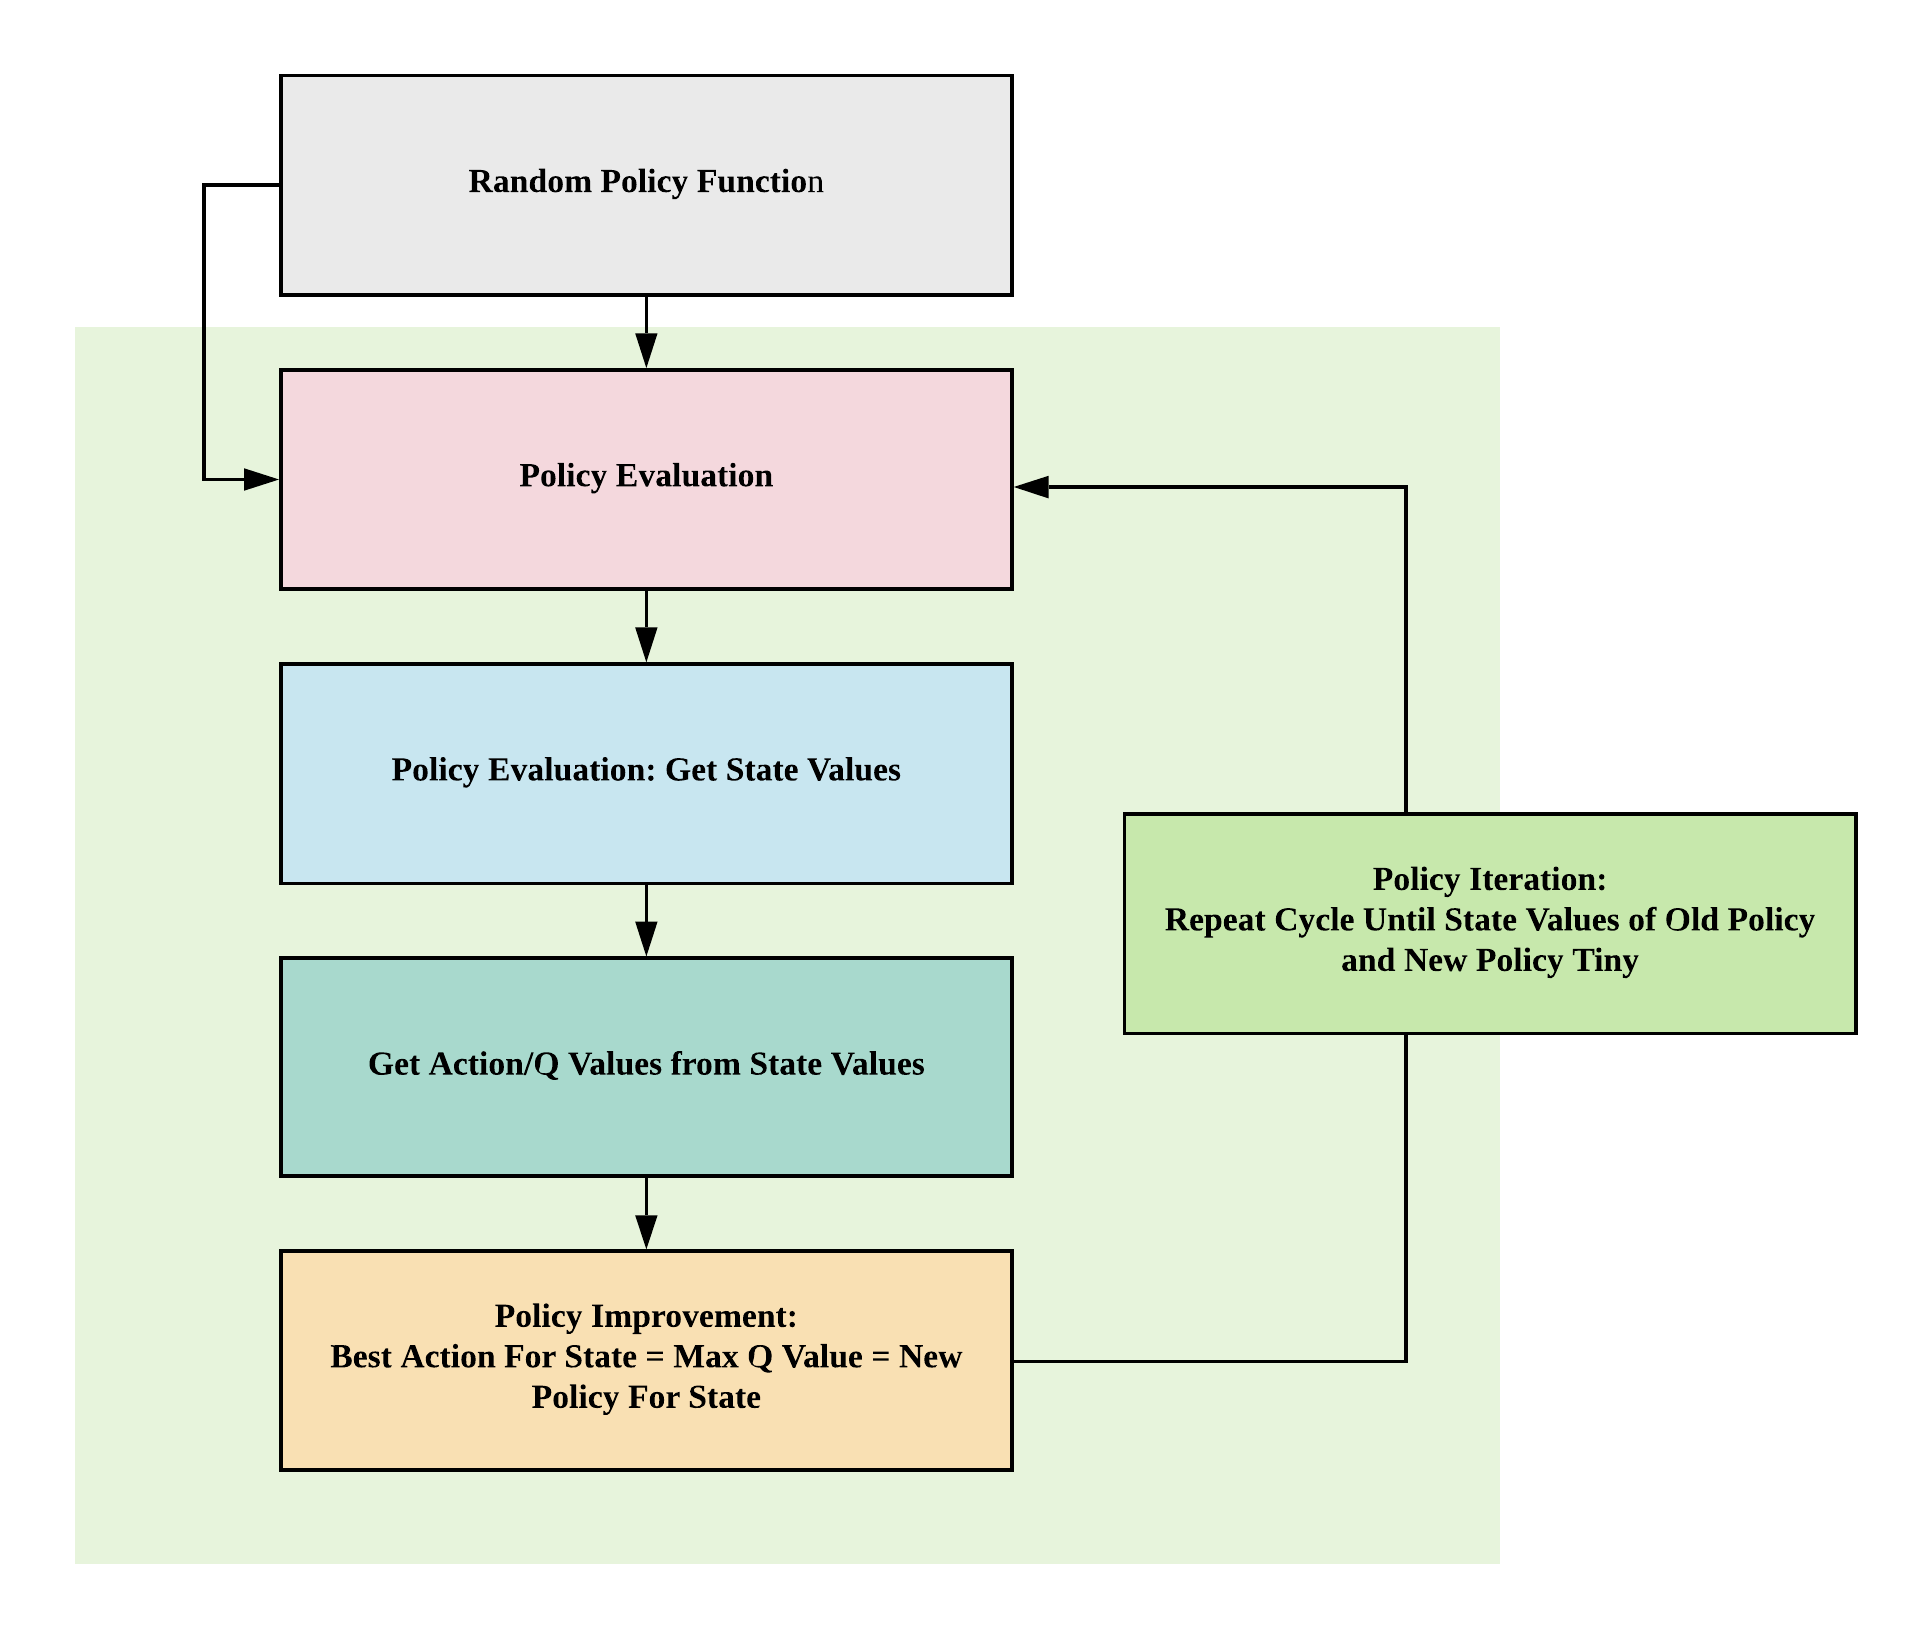 Random Policy Function
Policy Evaluation
Policy Evaluation: Get State Values
Policy Iteration:
Repeat Cycle Until State Values of Old Policy
and New Policy Tiny
Get Action/Q Values from State Values
Policy Improvement:
Best Action For State = Max Q Value = New
Policy For State